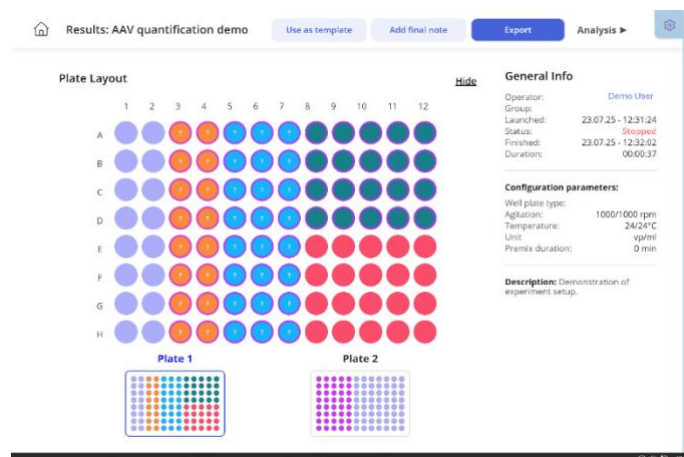 Results: AAV quantification demo
Use as template
Add final note
Export
Analysis ▶
Plate Layout
Hide
1 2 3 4 5 6 7 8 9 10 11 12
A
B
C
D
E
F
G
H
Plate 1
Plate 2
General Info
Operator: Demo User
Group:
Launched: 23.07.25 - 12:31:24
Status: Stopped
Finished: 23.07.25 - 12:32:02
Duration: 00:00:37
Configuration parameters:
Well plate type:
Agitation: 1000/1000 rpm
Temperature: 24/24°C
Unit vp/ml
Premix duration: 0 min
Description: Demonstration of
experiment setup.